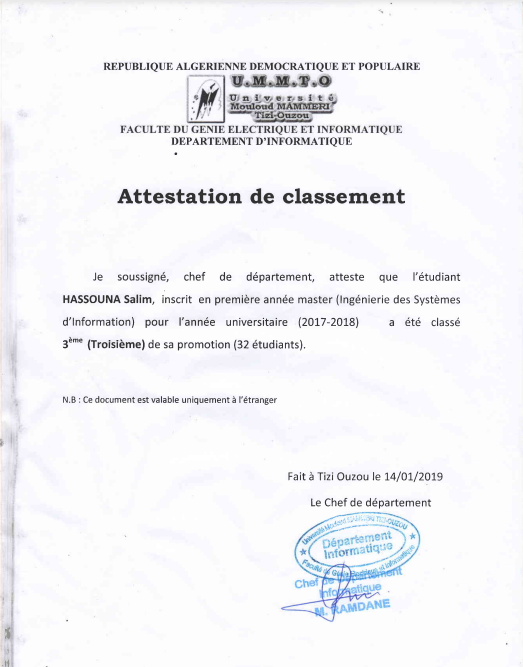 REPUBLIQUE ALGERIENNE DEMOCRATIQUE ET POPULAIRE
U.M.M.T.O
Université
Mouloud MAMMERI
Tizi-Ouzou
FACULTE DU GENIE ELECTRIQUE ET INFORMATIQUE
DEPARTEMENT D'INFORMATIQUE
Attestation de classement
Je soussigné, chef de département, atteste que l'étudiant
HASSOUNA Salim, inscrit en première année master (Ingénierie des Systèmes
d'Information) pour l'année universitaire (2017-2018) a été classé
3ème (Troisième) de sa promotion (32 étudiants).
N.B : Ce document est valable uniquement à l'étranger
Fait à Tizi Ouzou le 14/01/2019
Le Chef de département
Université Mouloud MAMMERI TIZI-OUZOU
Département
Informatique
Faculté du Génie Electrique et Informatique
Chef de Département
Informatique
M. RAMDANE